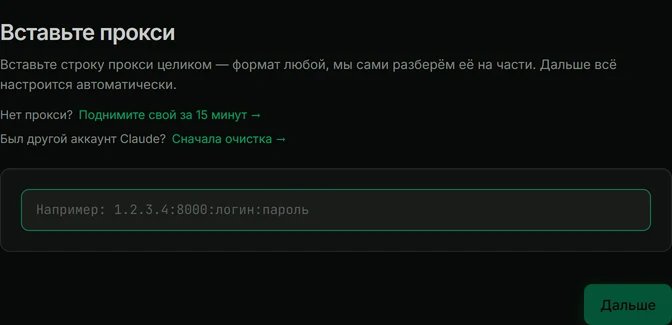 Вставьте прокси
Вставьте строку прокси целиком — формат любой, мы сами разберём её на части. Дальше всё
настроится автоматически.
Нет прокси? Поднимите свой за 15 минут →
Был другой аккаунт Claude? Сначала очистка →
Например: 1.2.3.4:8000:логин:пароль
Дальше